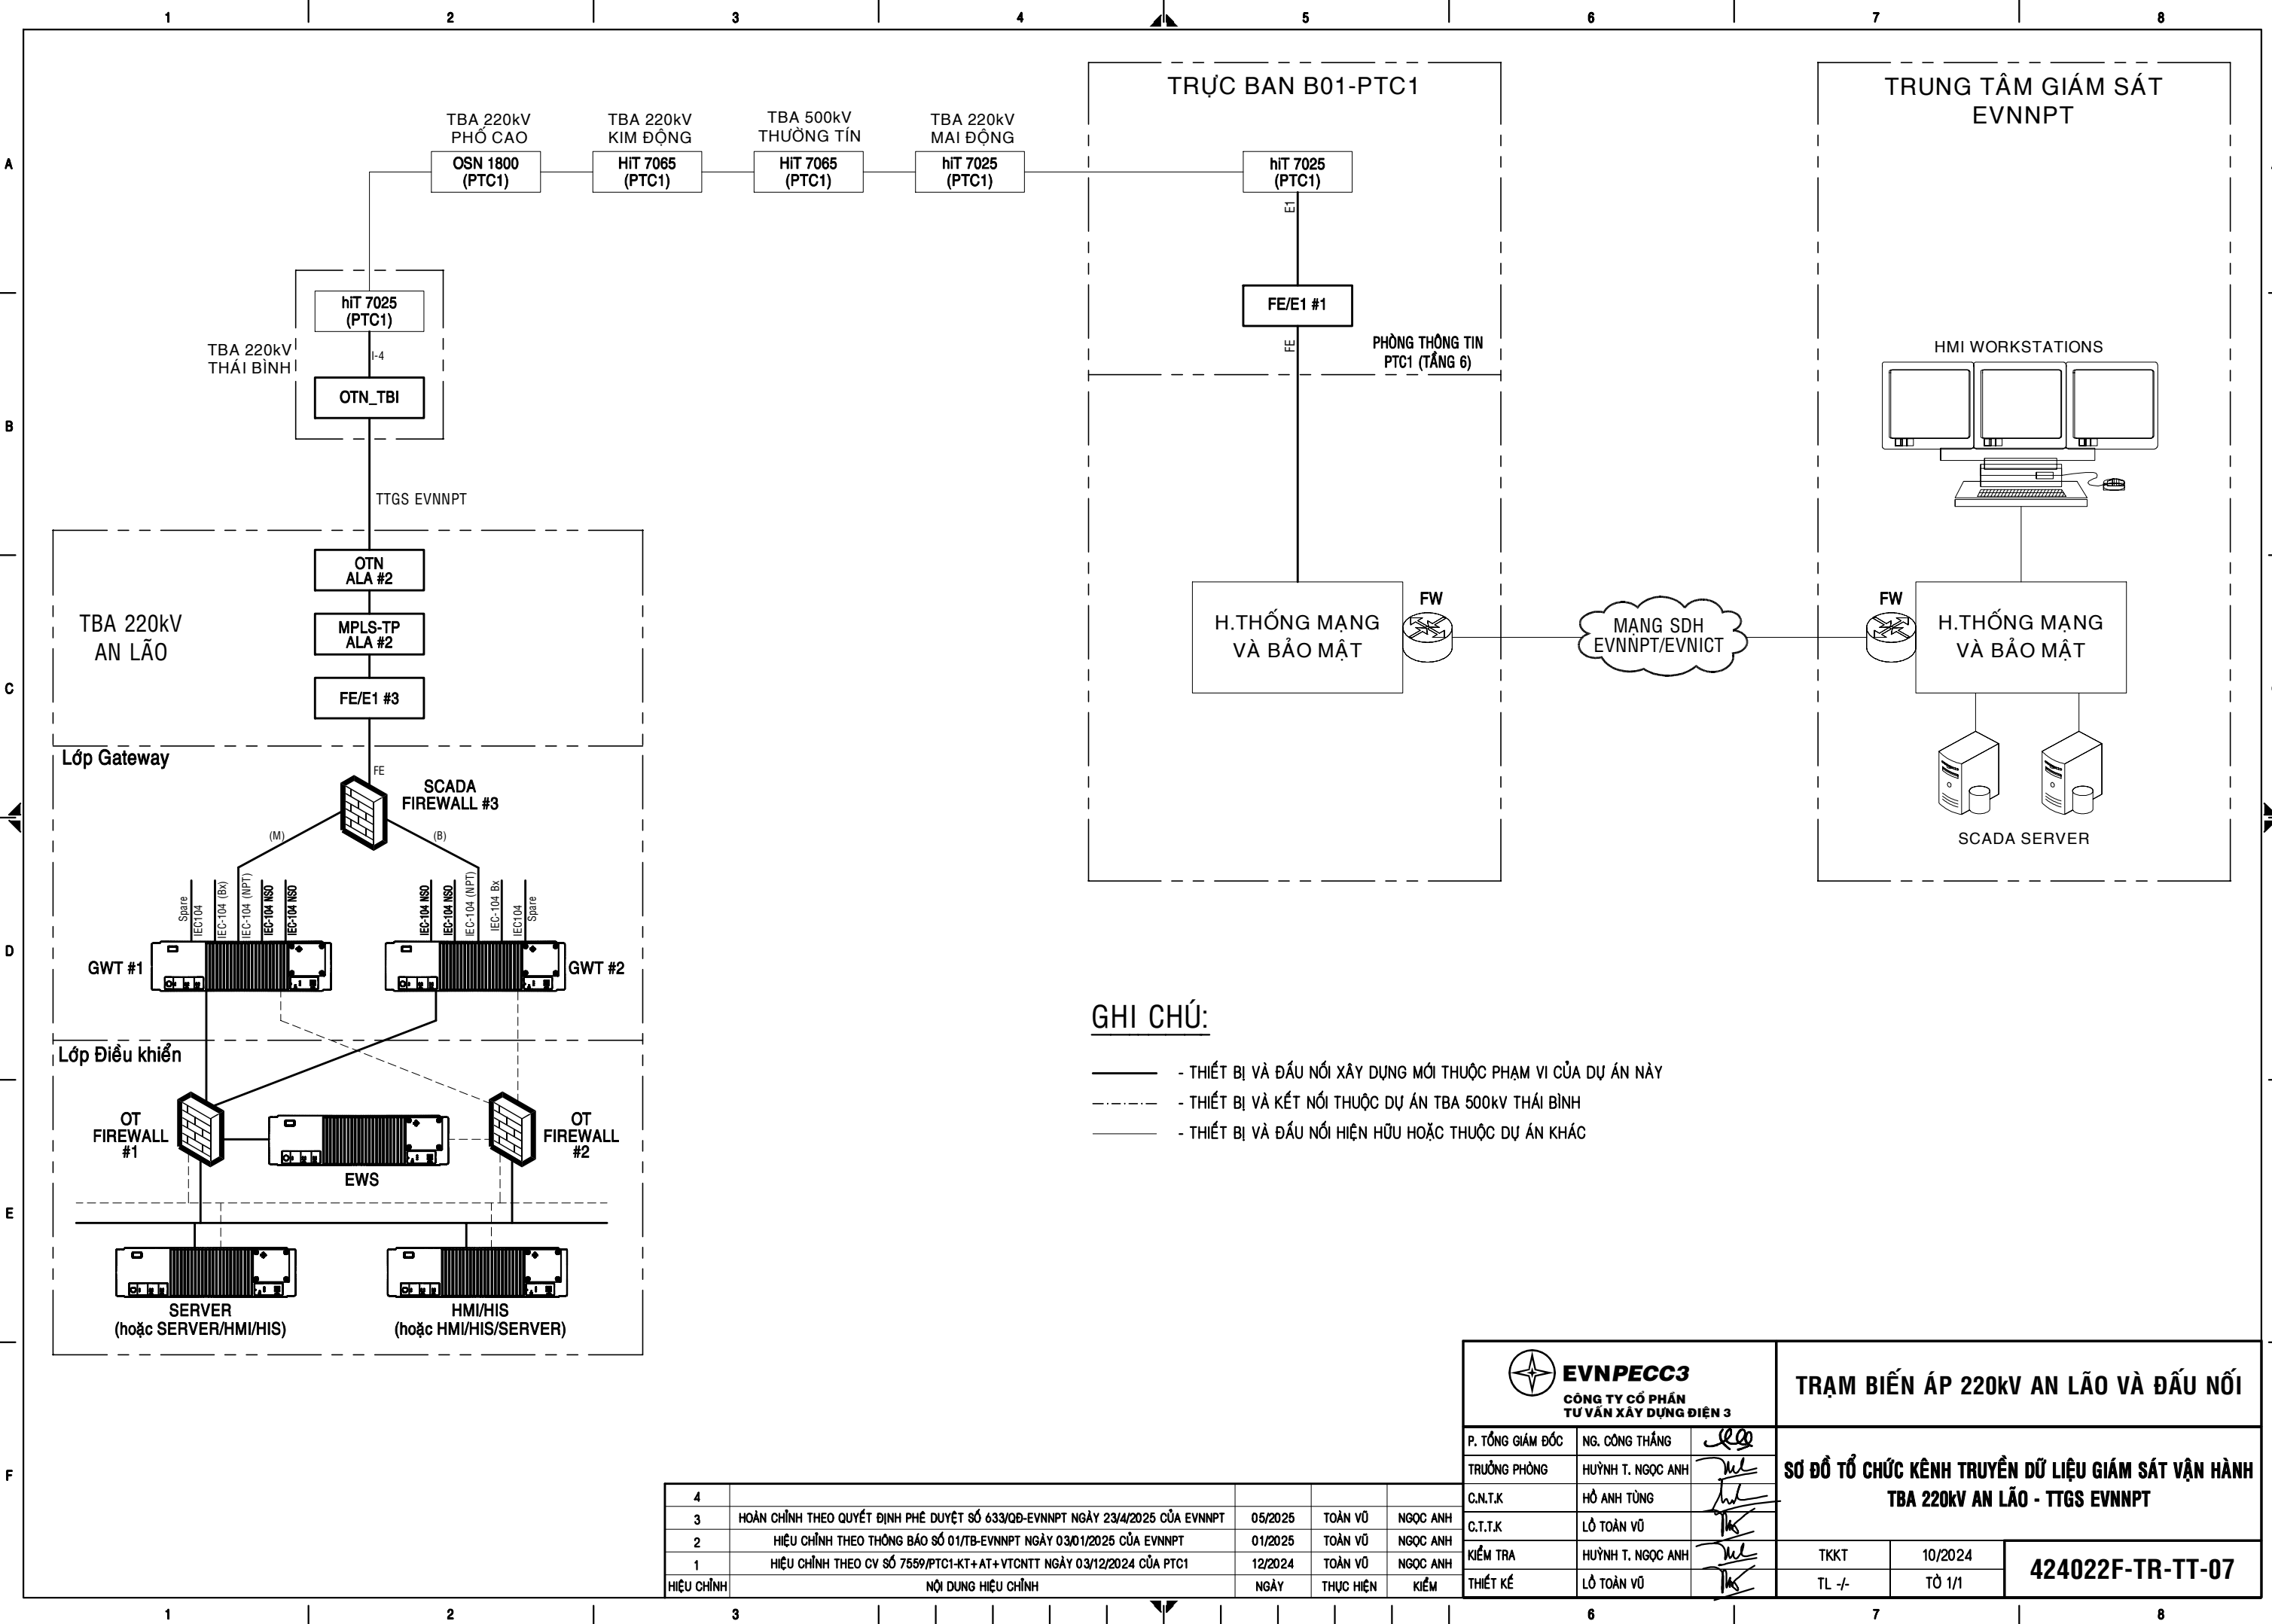 1 2 3 4 5 6 7 8
A
B
C
D
E
F
TRỰC BAN B01-PTC1
TRUNG TÂM GIÁM SÁT
EVNNPT
TBA 220kV
PHỐ CAO
TBA 220kV
KIM ĐỘNG
TBA 500kV
THƯỜNG TÍN
TBA 220kV
MAI ĐỘNG
OSN 1800
(PTC1)
HiT 7065
(PTC1)
HiT 7065
(PTC1)
hiT 7025
(PTC1)
hiT 7025
(PTC1)
E1
FE/E1 #1
FE
PHÒNG THÔNG TIN
PTC1 (TẦNG 6)
hiT 7025
(PTC1)
I-4
TBA 220kV
THÁI BÌNH
OTN_TBI
TTGS EVNNPT
HMI WORKSTATIONS
OTN
ALA #2
MPLS-TP
ALA #2
FE/E1 #3
TBA 220kV
AN LÃO
H.THỐNG MẠNG
VÀ BẢO MẬT
FW
MẠNG SDH
EVNNPT/EVNICT
FW
H.THỐNG MẠNG
VÀ BẢO MẬT
SCADA SERVER
Lớp Gateway
FE
SCADA
FIREWALL #3
(M)
(B)
Spare
IEC104
IEC-104 (Bx)
IEC-104 (NPT)
IEC-104 NSO
IEC-104 NSO
IEC-104 NSO
IEC-104 NSO
IEC-104 (NPT)
IEC-104 Bx
IEC104
Spare
GWT #1
GWT #2
Lớp Điều khiển
OT
FIREWALL
#1
EWS
OT
FIREWALL
#2
SERVER
(hoặc SERVER/HMI/HIS)
HMI/HIS
(hoặc HMI/HIS/SERVER)
GHI CHÚ:
- THIẾT BỊ VÀ ĐẤU NỐI XÂY DỰNG MỚI THUỘC PHẠM VI CỦA DỰ ÁN NÀY
- THIẾT BỊ VÀ KẾT NỐI THUỘC DỰ ÁN TBA 500kV THÁI BÌNH
- THIẾT BỊ VÀ ĐẤU NỐI HIỆN HỮU HOẶC THUỘC DỰ ÁN KHÁC
EVNPECC3
CÔNG TY CỔ PHẦN
TƯ VẤN XÂY DỰNG ĐIỆN 3
TRẠM BIẾN ÁP 220kV AN LÃO VÀ ĐẤU NỐI
P. TỔNG GIÁM ĐỐC NG. CÔNG THẮNG
TRƯỞNG PHÒNG HUỲNH T. NGỌC ANH
C.N.T.K HỒ ANH TÙNG
C.T.T.K LỒ TOÀN VŨ
KIỂM TRA HUỲNH T. NGỌC ANH
THIẾT KẾ LỒ TOÀN VŨ
SƠ ĐỒ TỔ CHỨC KÊNH TRUYỀN DỮ LIỆU GIÁM SÁT VẬN HÀNH
TBA 220kV AN LÃO - TTGS EVNNPT
TKKT 10/2024
TL -/- TỜ 1/1
424022F-TR-TT-07
4
3 HOÀN CHỈNH THEO QUYẾT ĐỊNH PHÊ DUYỆT SỐ 633/QĐ-EVNNPT NGÀY 23/4/2025 CỦA EVNNPT 05/2025 TOÀN VŨ NGỌC ANH
2 HIỆU CHỈNH THEO THÔNG BÁO SỐ 01/TB-EVNNPT NGÀY 03/01/2025 CỦA EVNNPT 01/2025 TOÀN VŨ NGỌC ANH
1 HIỆU CHỈNH THEO CV SỐ 7559/PTC1-KT+AT+VTCNTT NGÀY 03/12/2024 CỦA PTC1 12/2024 TOÀN VŨ NGỌC ANH
HIỆU CHỈNH NỘI DUNG HIỆU CHỈNH NGÀY THỰC HIỆN KIỂM
1 2 3 6 7 8